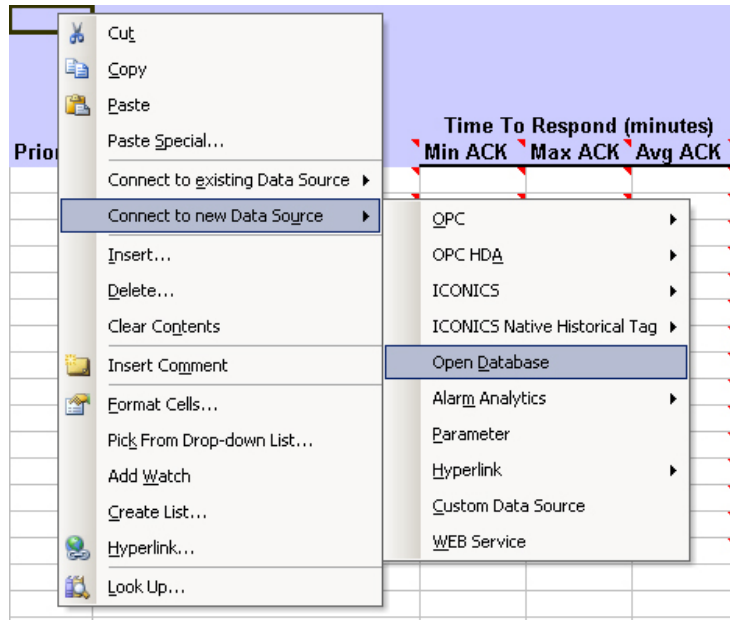 Cut
Copy
Paste
Paste Special...
Connect to existing Data Source
Connect to new Data Source
Insert...
Delete...
Clear Contents
Insert Comment
Format Cells...
Pick From Drop-down List...
Add Watch
Create List...
Hyperlink...
Look Up...
Time To Respond (minutes)
Min ACK Max ACK Avg ACK
OPC
OPC HDA
ICONICS
ICONICS Native Historical Tag
Open Database
Alarm Analytics
Parameter
Hyperlink
Custom Data Source
WEB Service